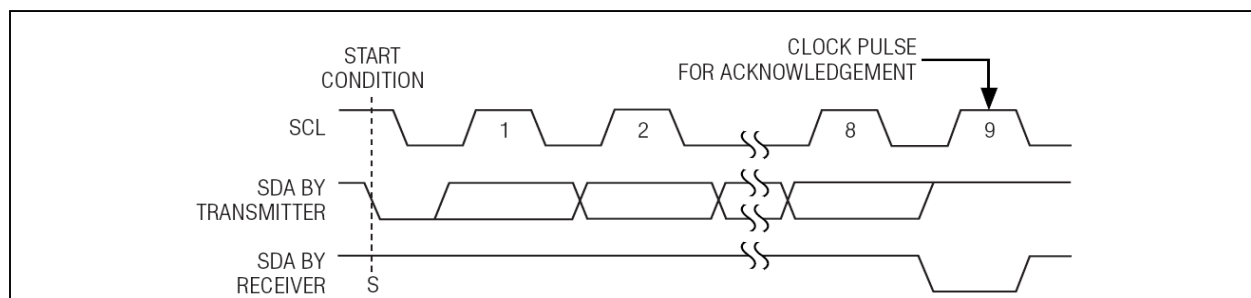 START
CONDITION
CLOCK PULSE
FOR ACKNOWLEDGEMENT
SCL
1
2
8
9
SDA BY
TRANSMITTER
SDA BY
RECEIVER
S